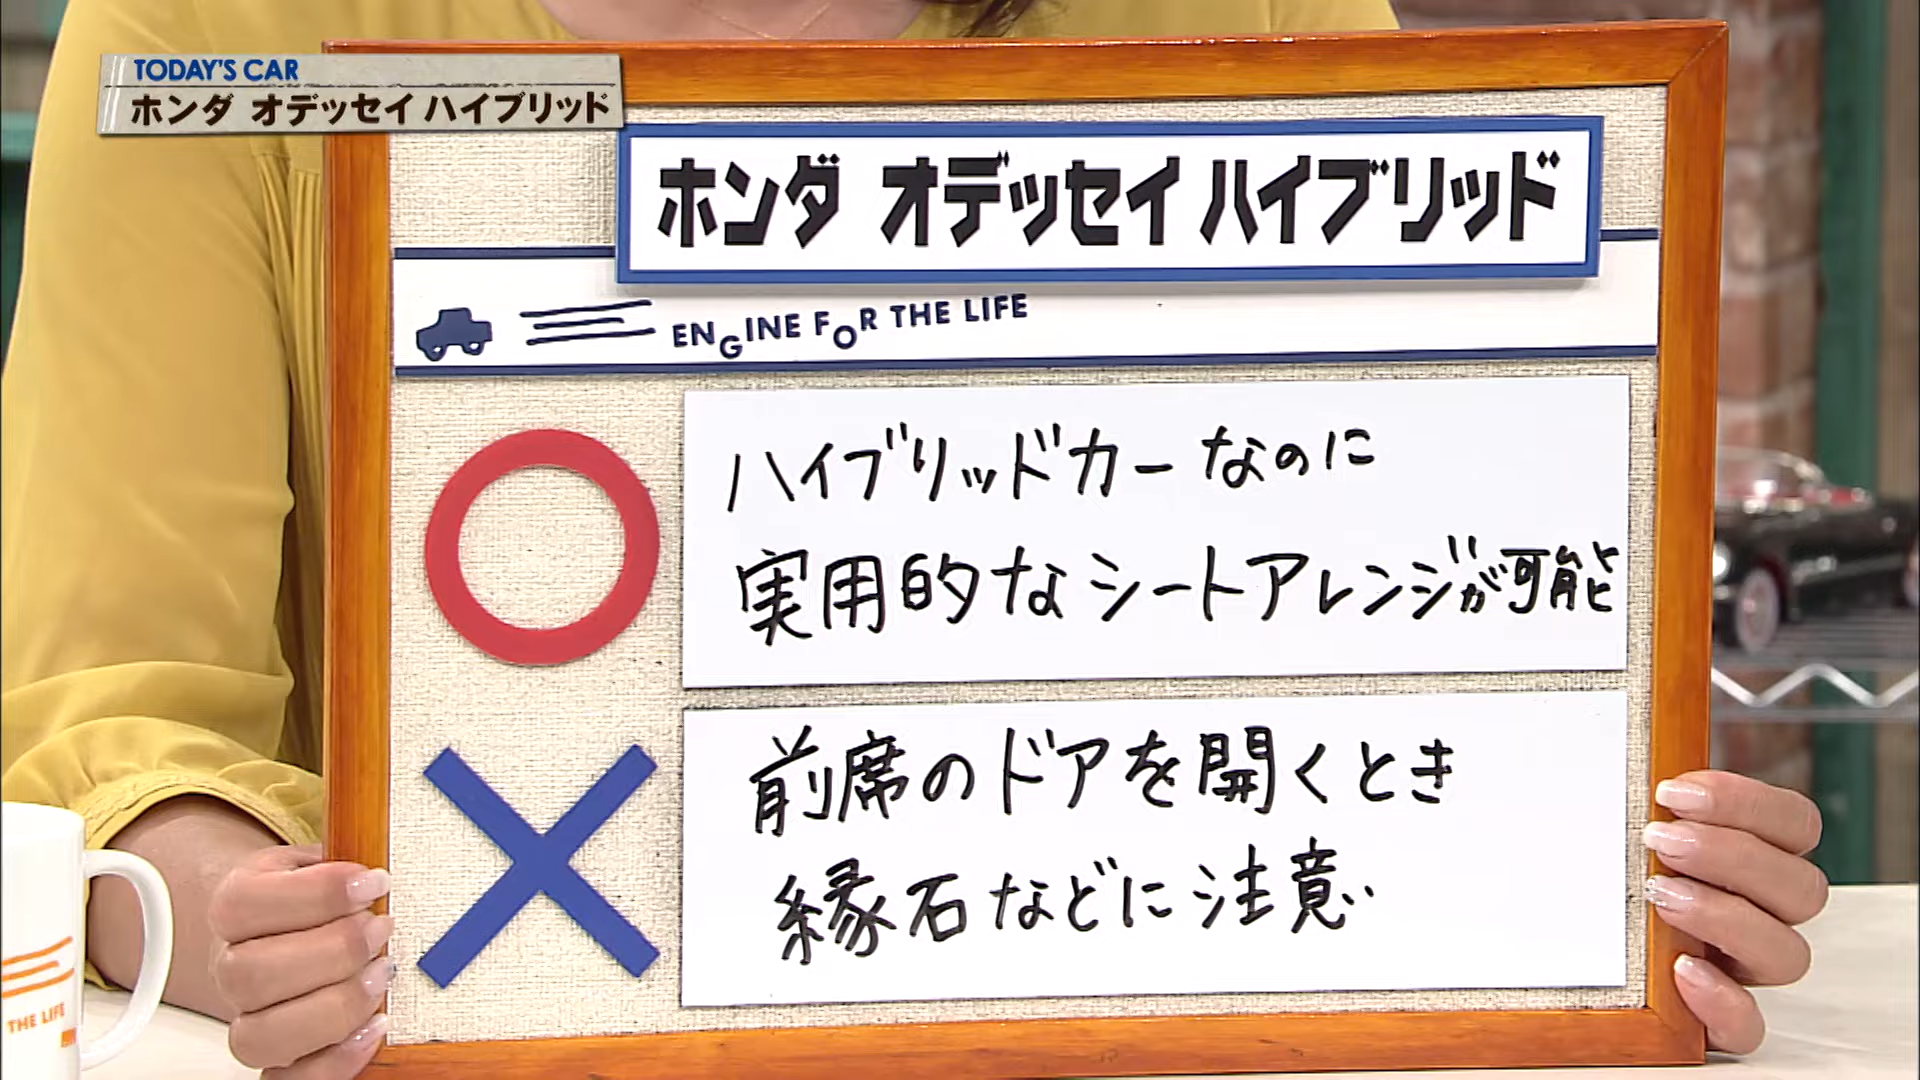 TODAY'S CAR
ホンダ オデッセイ ハイブリッド
ホンダ オデッセイ ハイブリッド
ENGINE FOR THE LIFE
ハイブリッドカーなのに
実用的なシートアレンジが可能
前席のドアを開くとき
縁石などに注意
THE LIFE